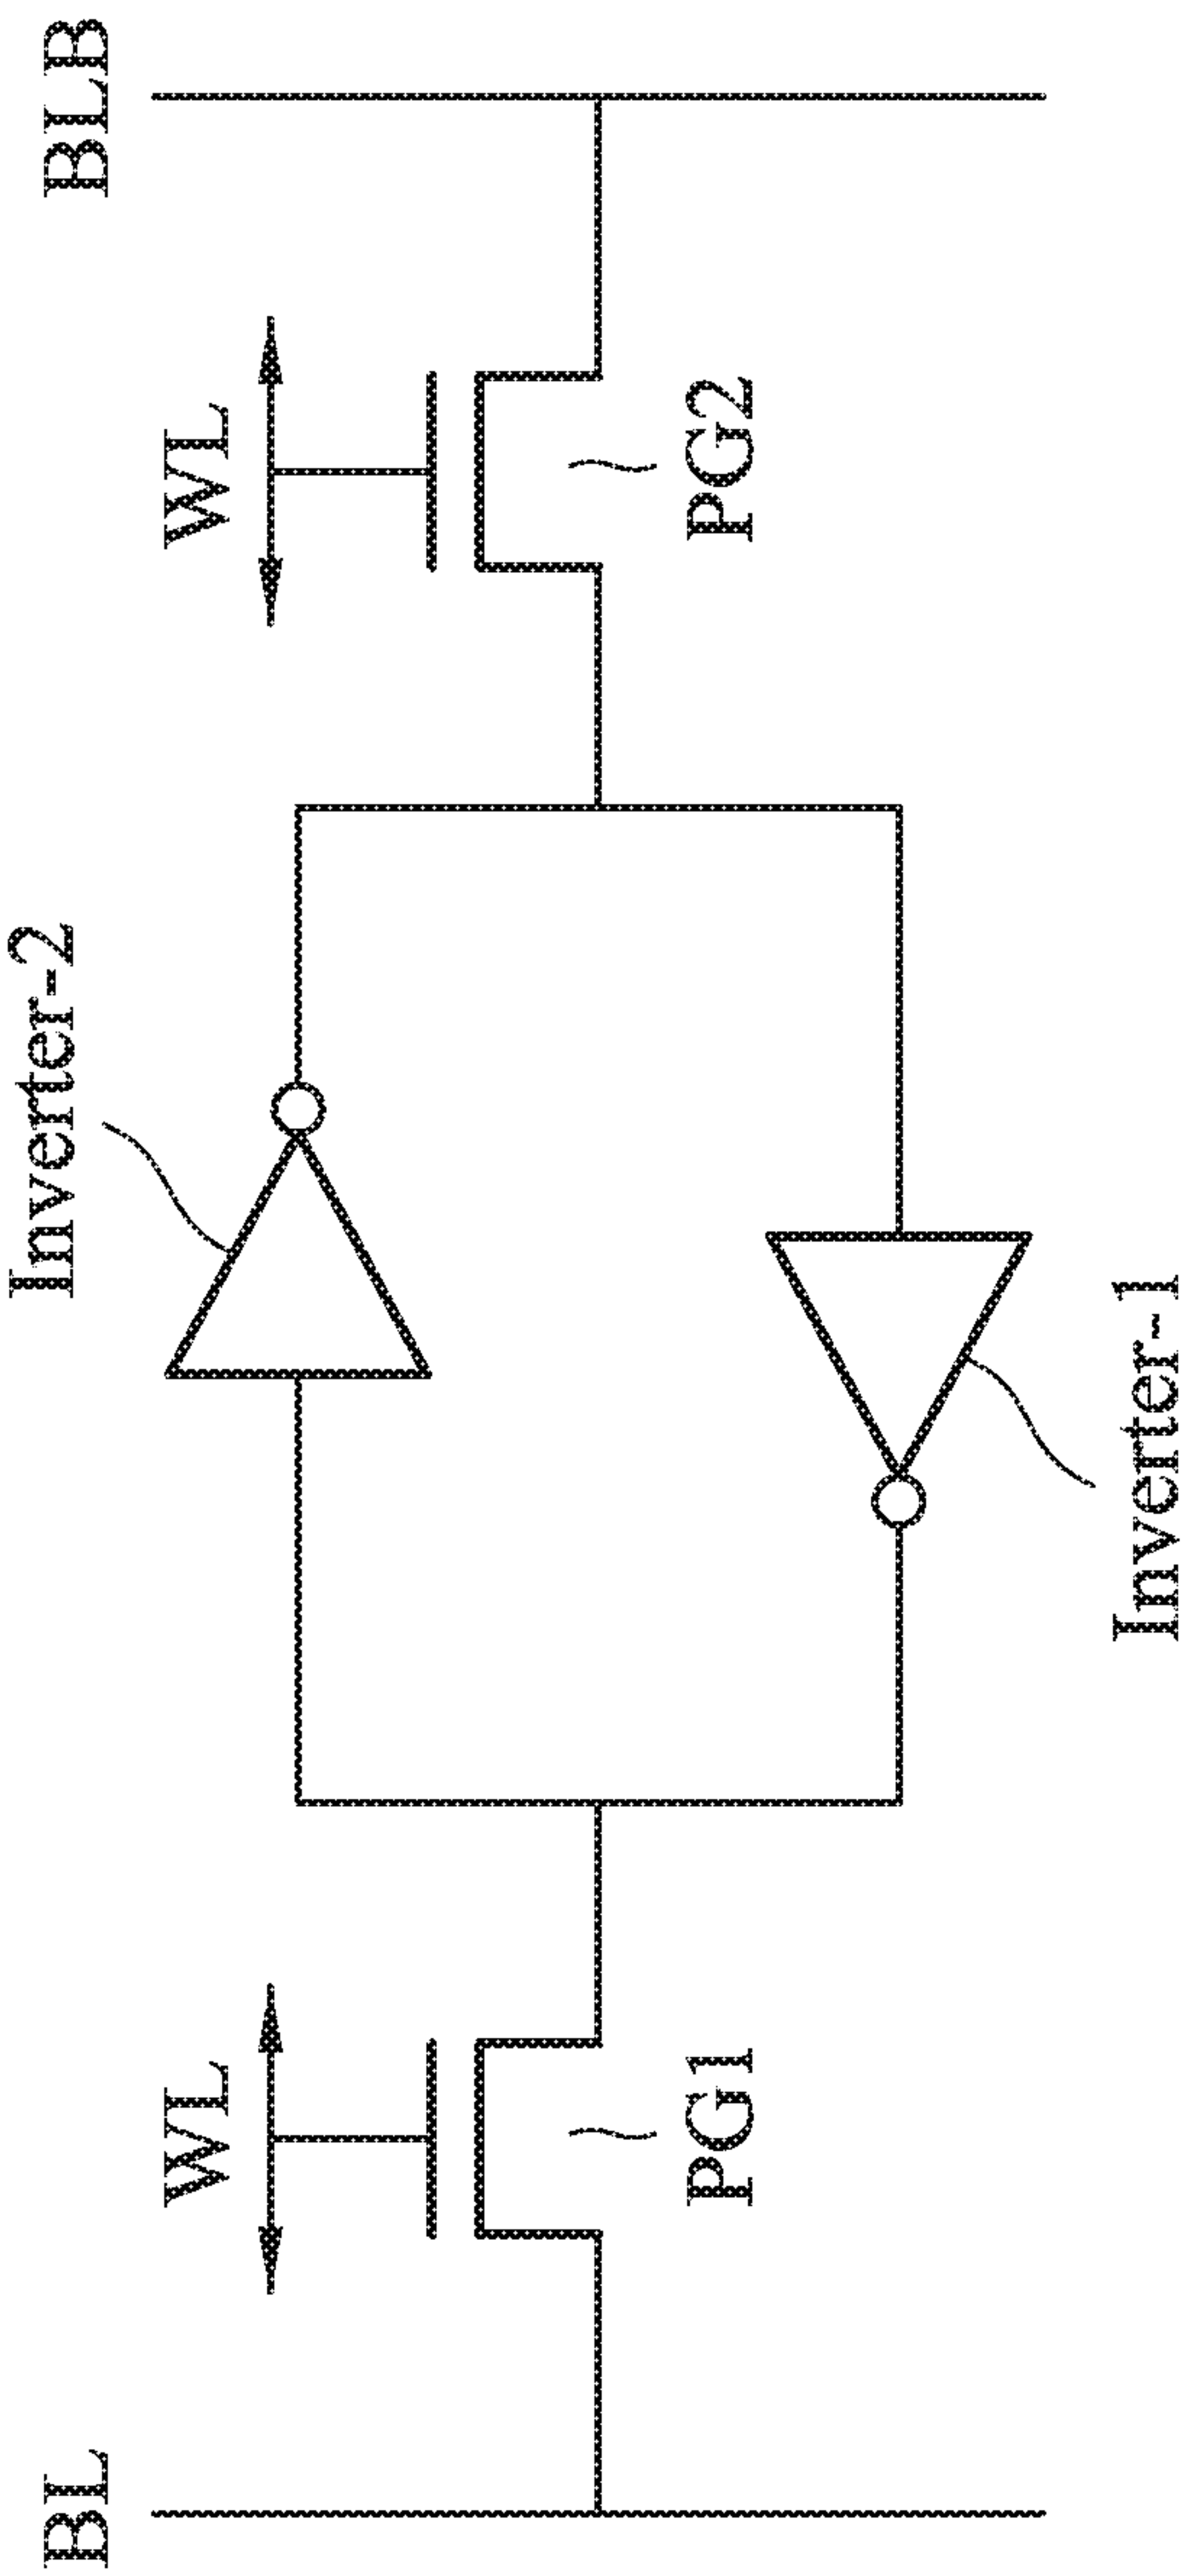 Inverter-2
BL
WL
WL
BLB
PG1
PG2
Inverter-1